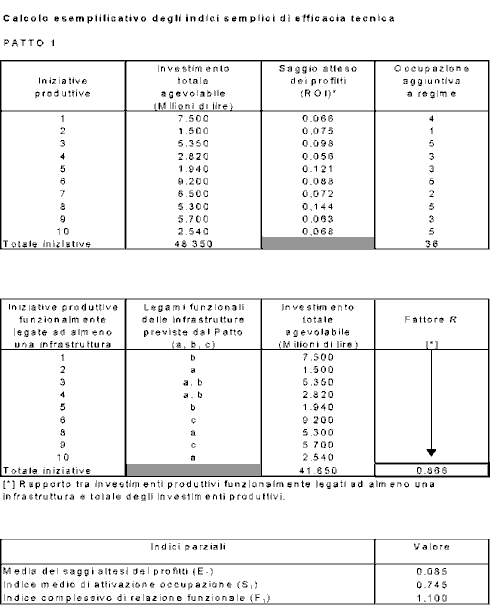 Calcolo esemplificativo degli indici semplici di efficacia tecnica
PATTO 1
Iniziative produttive Investimento totale agevolabile (Milioni di lire) Saggio atteso dei profitti (ROI)* Occupazione aggiuntiva a regime
1 7.500 0.066 4
2 1.500 0.075 1
3 5.350 0.098 5
4 2.820 0.056 3
5 1.940 0.121 3
6 9.200 0.088 5
7 6.500 0.072 2
8 5.300 0,144 5
9 5.700 0.063 3
10 2.540 0,068 5
Totale iniziative 48.350 36
Iniziative produttive funzionalmente legate ad almeno una infrastruttura Legami funzionali delle infrastrutture previste dal Patto (a, b, c) Investimento totale agevolabile (Milioni di lire) Fattore R [*]
1 b 7.500
2 a 1.500
3 a, b 5.350
4 a, b 2.820
5 b 1.940
6 c 9.200
8 a 5.300
9 c 5.700
10 a 2.540
Totale iniziative 41.850 0.866
[*] Rapporto tra investimenti produttivi funzionalmente legati ad almeno una
infrastruttura e totale degli investimenti produttivi.
Indici parziali Valore
Media dei saggi attesi dei profitti (E₁) 0.085
Indice medio di attivazione occupazione (S₁) 0.745
Indice complessivo di relazione funzionale (F₁) 1.100